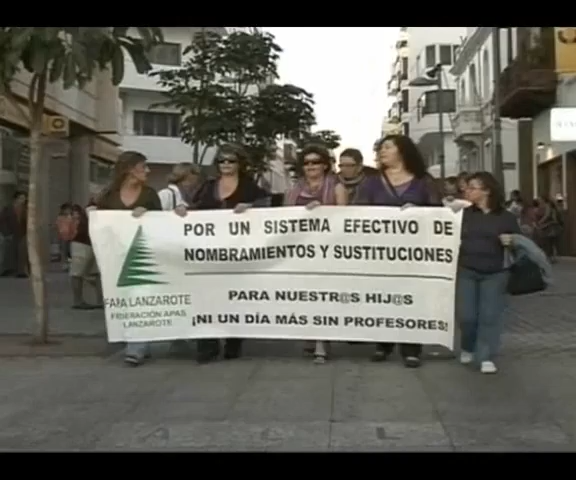 POR UN SISTEMA EFECTIVO DE
NOMBRAMIENTOS Y SUSTITUCIONES
PARA NUESTR@S HIJ@S
¡NI UN DÍA MÁS SIN PROFESORES!
FAPA LANZAROTE
FEDERACIÓN APAS
LANZAROTE